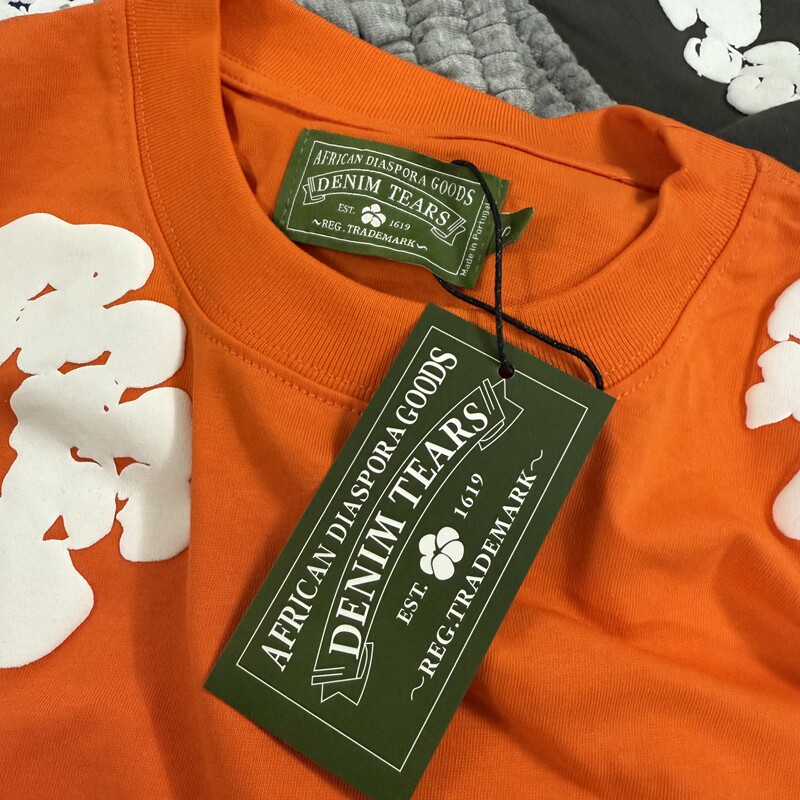 AFRICAN DIASPORA GOODS
DENIM TEARS
EST. 1619
~REG.TRADEMARK~
Made in Portugal
AFRICAN DIASPORA GOODS
DENIM TEARS
EST. 1619
~REG.TRADEMARK~